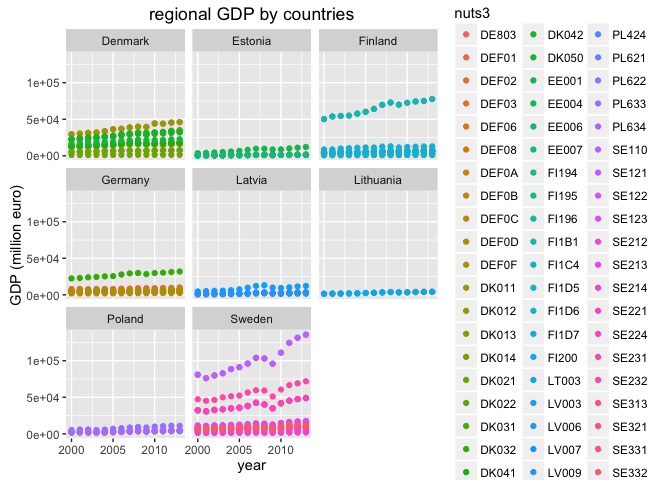 regional GDP by countries
Denmark Estonia Finland
1e+05
5e+04
0e+00
Germany Latvia Lithuania
1e+05
5e+04
0e+00
Poland Sweden
1e+05
5e+04
0e+00
2000 2005 2010 2000 2005 2010
year
GDP (million euro)
nuts3
DE803 DK042 PL424
DEF01 DK050 PL621
DEF02 EE001 PL622
DEF03 EE004 PL633
DEF06 EE006 PL634
DEF08 EE007 SE110
DEF0A FI194 SE121
DEF0B FI195 SE122
DEF0C FI196 SE123
DEF0D FI1B1 SE212
DEF0F FI1C4 SE213
DK011 FI1D5 SE214
DK012 FI1D6 SE221
DK013 FI1D7 SE224
DK014 FI200 SE231
DK021 LT003 SE232
DK022 LV003 SE313
DK031 LV006 SE321
DK032 LV007 SE331
DK041 LV009 SE332